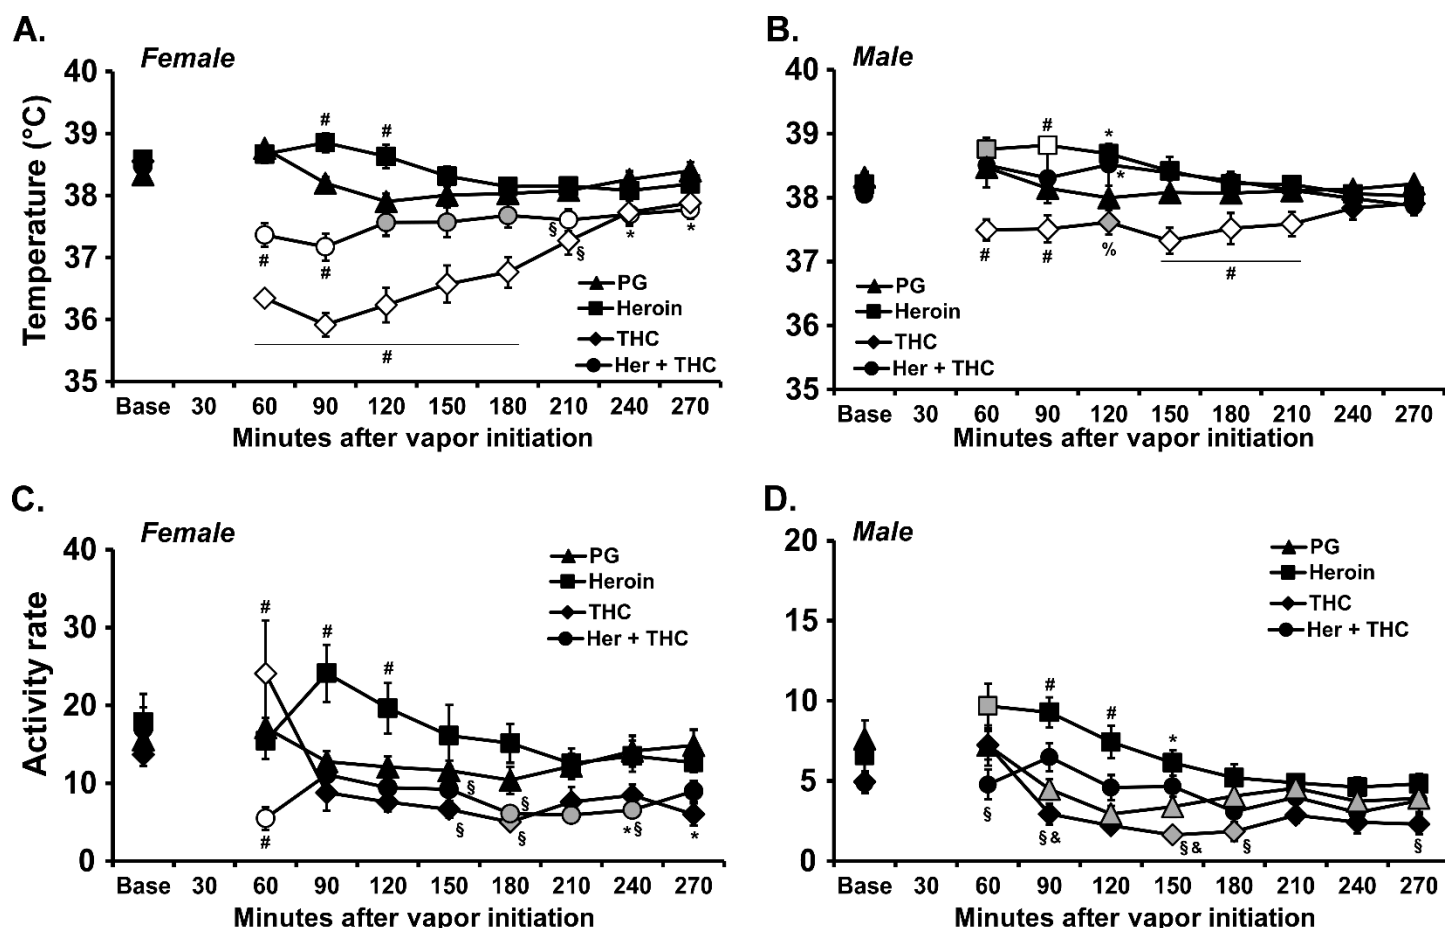 A.
Female
Temperature (°C)
40
39
38
37
36
35
# #
# #
§
§
* *
#
PG
Heroin
THC
Her + THC
Base 30 60 90 120 150 180 210 240 270
Minutes after vapor initiation
B.
Male
40
39
38
37
36
35
# *
*
# # %
#
PG
Heroin
THC
Her + THC
Base 30 60 90 120 150 180 210 240 270
Minutes after vapor initiation
C.
Female
Activity rate
40
30
20
10
0
PG
Heroin
THC
Her + THC
# # #
§ §
§ § *§ *
#
Base 30 60 90 120 150 180 210 240 270
Minutes after vapor initiation
D.
Male
20
15
10
5
0
PG
Heroin
THC
Her + THC
# # *
§ §& §& § §
Base 30 60 90 120 150 180 210 240 270
Minutes after vapor initiation